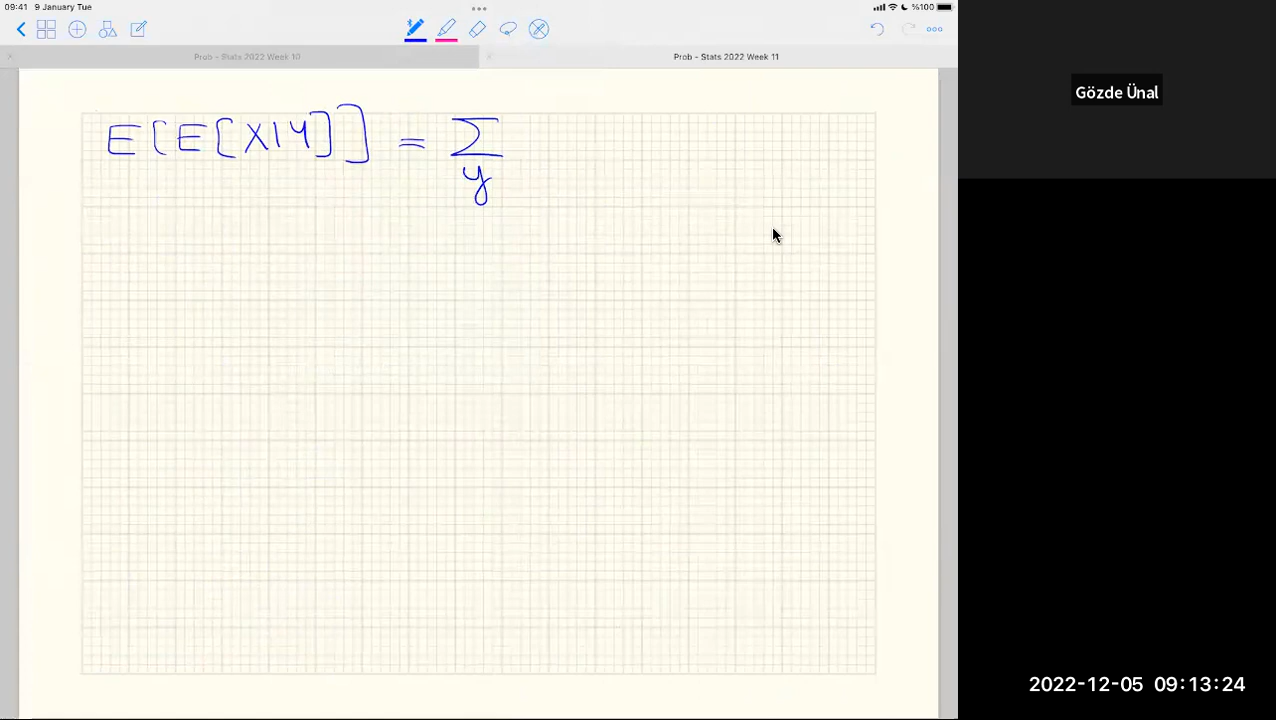 09:41 9 January Tue
%100
Prob - Stats 2022 Week 10
Prob - Stats 2022 Week 11
E[E[X|Y]] = Σ
y
Gözde Ünal
2022-12-05 09:13:24